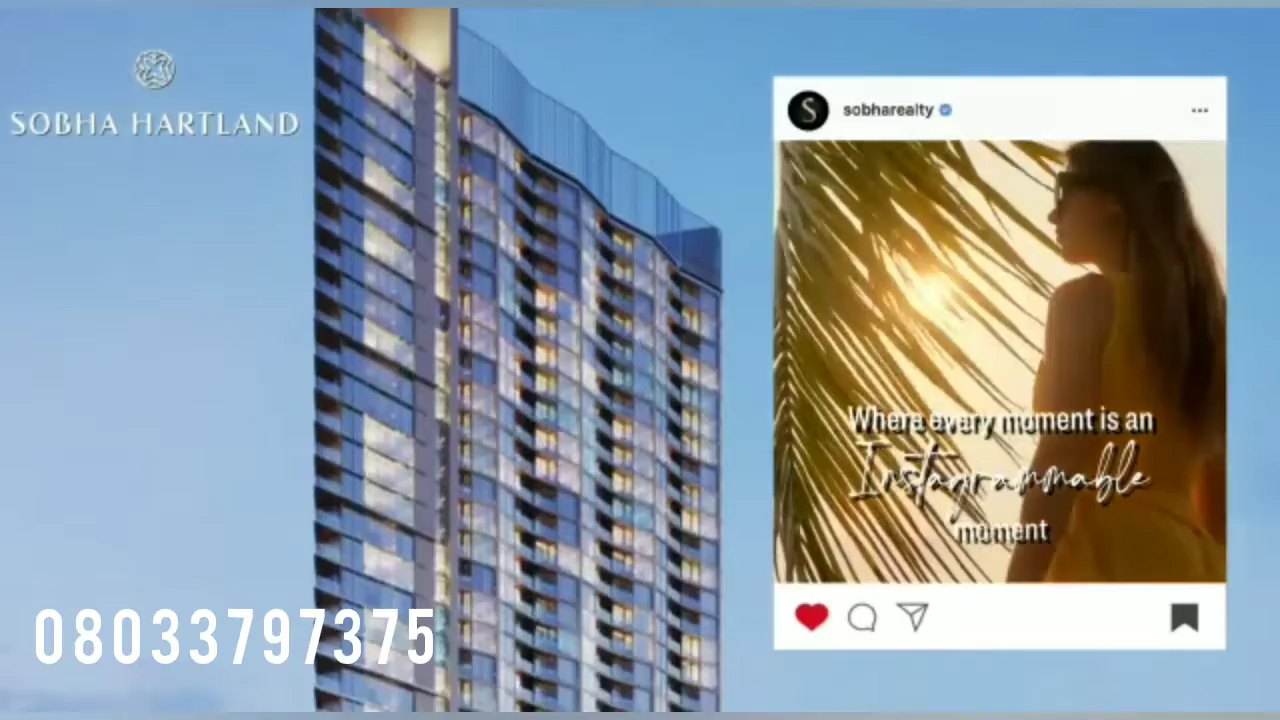 SOBHA HARTLAND
sobharealty
Where every moment is an
Instagrammable
moment
08033797375